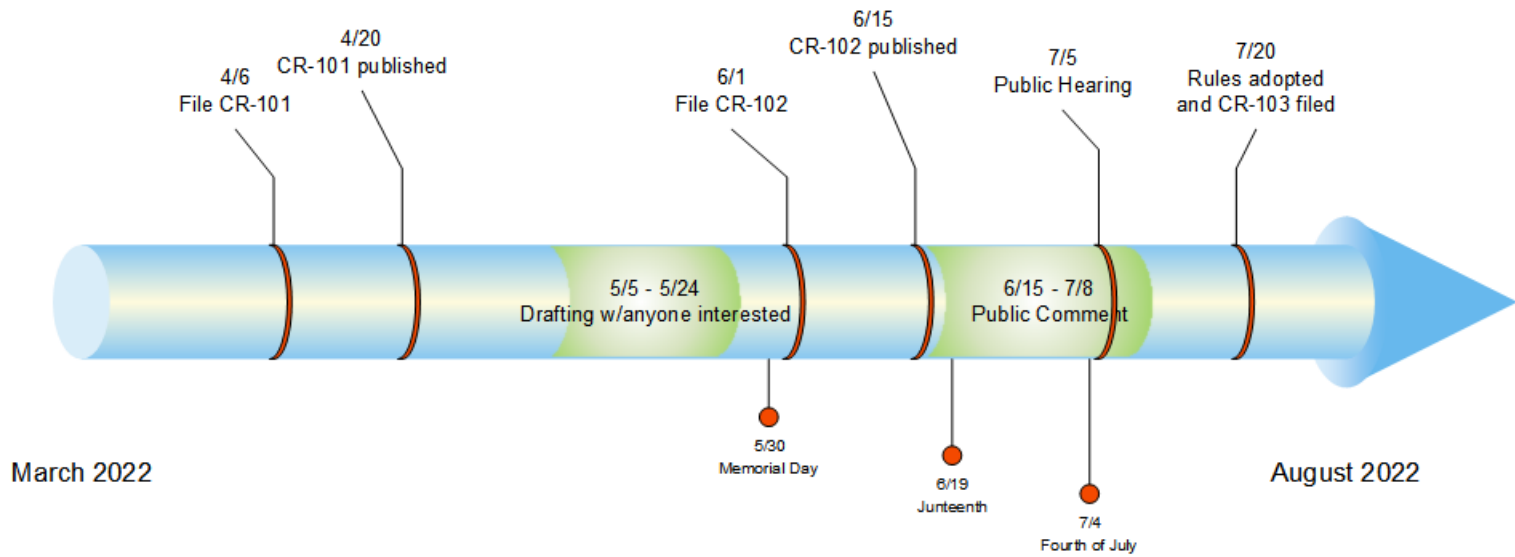 4/6
File CR-101
4/20
CR-101 published
6/1
File CR-102
6/15
CR-102 published
7/5
Public Hearing
7/20
Rules adopted
and CR-103 filed
5/5 - 5/24
Drafting w/anyone interested
6/15 - 7/8
Public Comment
5/30
Memorial Day
6/19
Junteenth
7/4
Fourth of July
March 2022
August 2022